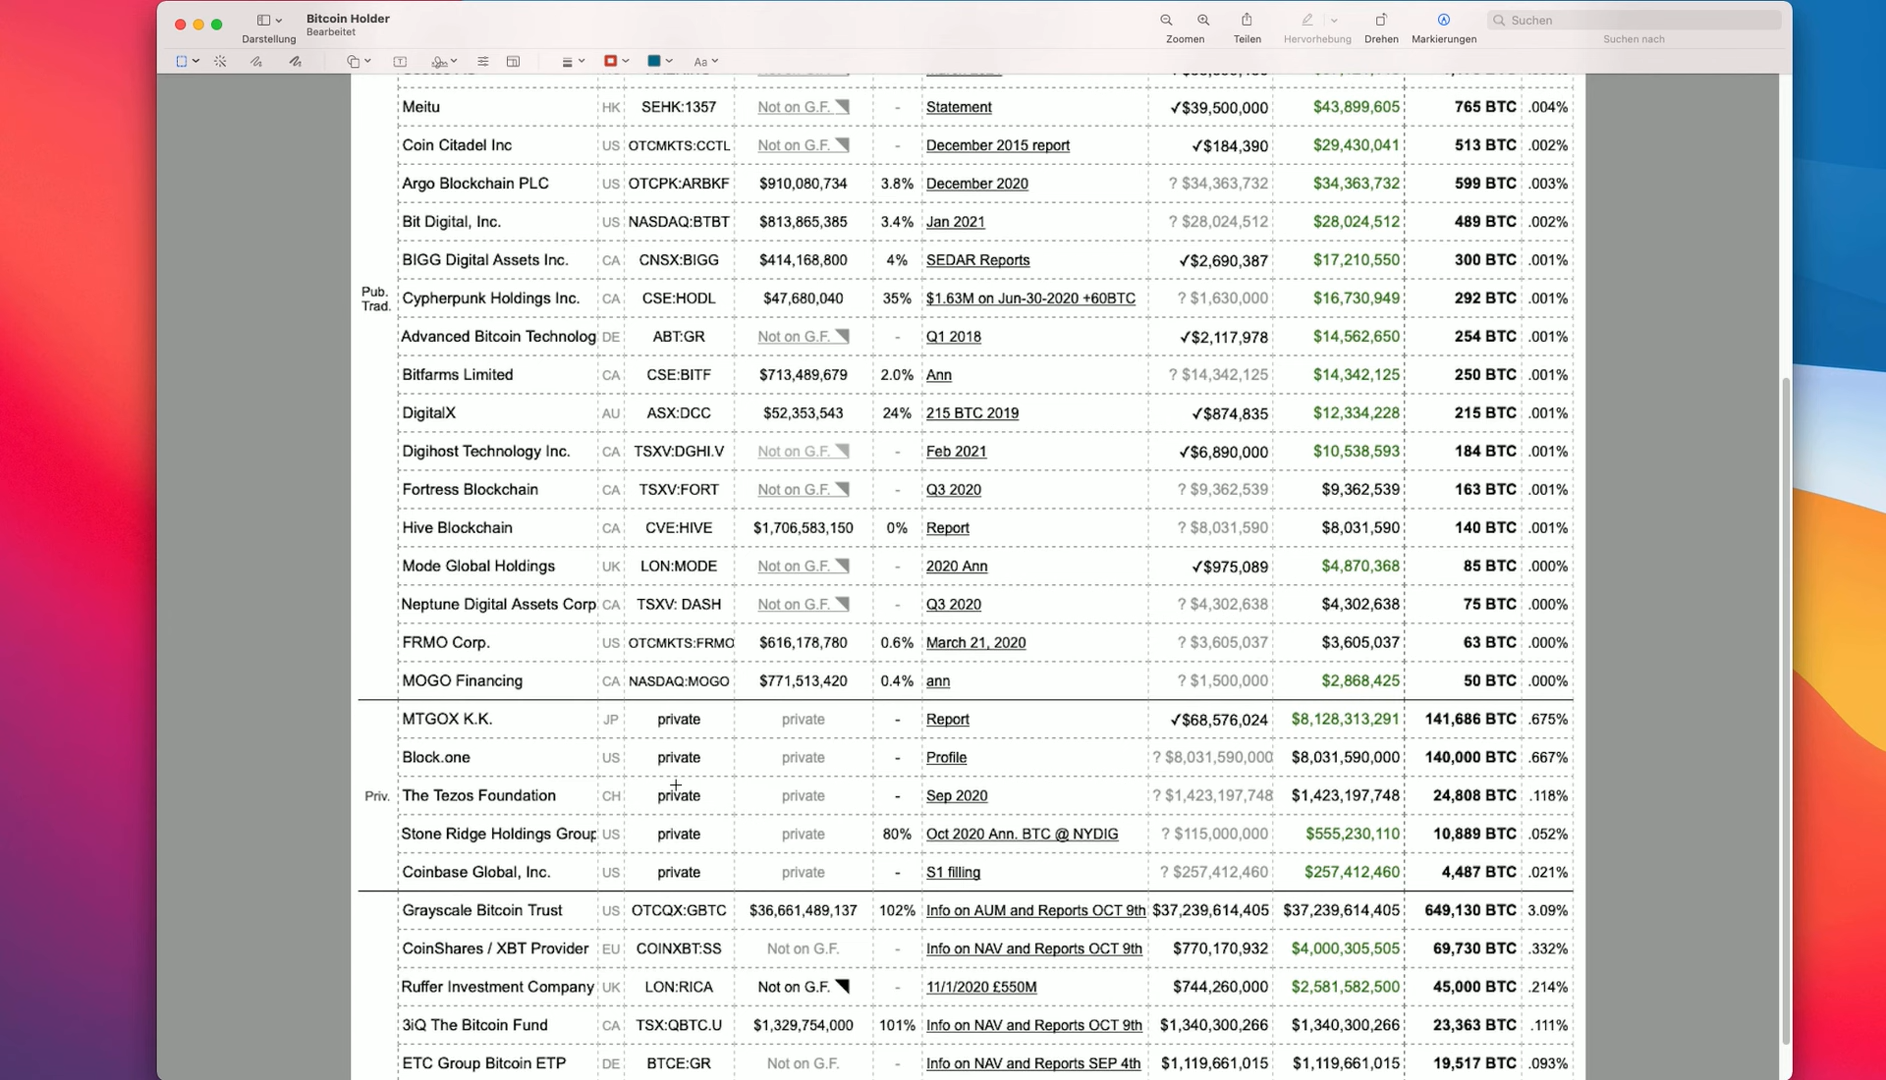 Bitcoin Holder
Bearbeitet
Darstellung
Zoomen
Teilen
Hervorhebung
Drehen
Markierungen
Suchen
Suchen nach
Aa
Meitu HK SEHK:1357 Not on G.F. - Statement ✓$39,500,000 $43,899,605 765 BTC .004%
Coin Citadel Inc US OTCMKTS:CCTL Not on G.F. - December 2015 report ✓$184,390 $29,430,041 513 BTC .002%
Argo Blockchain PLC US OTCPK:ARBKF $910,080,734 3.8% December 2020 ? $34,363,732 $34,363,732 599 BTC .003%
Bit Digital, Inc. US NASDAQ:BTBT $813,865,385 3.4% Jan 2021 ? $28,024,512 $28,024,512 489 BTC .002%
BIGG Digital Assets Inc. CA CNSX:BIGG $414,168,800 4% SEDAR Reports ✓$2,690,387 $17,210,550 300 BTC .001%
Pub.
Trad.
Cypherpunk Holdings Inc. CA CSE:HODL $47,680,040 35% $1.63M on Jun-30-2020 +60BTC ? $1,630,000 $16,730,949 292 BTC .001%
Advanced Bitcoin Technolog DE ABT:GR Not on G.F. - Q1 2018 ✓$2,117,978 $14,562,650 254 BTC .001%
Bitfarms Limited CA CSE:BITF $713,489,679 2.0% Ann ? $14,342,125 $14,342,125 250 BTC .001%
DigitalX AU ASX:DCC $52,353,543 24% 215 BTC 2019 ✓$874,835 $12,334,228 215 BTC .001%
Digihost Technology Inc. CA TSXV:DGHI.V Not on G.F. - Feb 2021 ✓$6,890,000 $10,538,593 184 BTC .001%
Fortress Blockchain CA TSXV:FORT Not on G.F. - Q3 2020 ? $9,362,539 $9,362,539 163 BTC .001%
Hive Blockchain CA CVE:HIVE $1,706,583,150 0% Report ? $8,031,590 $8,031,590 140 BTC .001%
Mode Global Holdings UK LON:MODE Not on G.F. - 2020 Ann ✓$975,089 $4,870,368 85 BTC .000%
Neptune Digital Assets Corp CA TSXV: DASH Not on G.F. - Q3 2020 ? $4,302,638 $4,302,638 75 BTC .000%
FRMO Corp. US OTCMKTS:FRMO $616,178,780 0.6% March 21, 2020 ? $3,605,037 $3,605,037 63 BTC .000%
MOGO Financing CA NASDAQ:MOGO $771,513,420 0.4% ann ? $1,500,000 $2,868,425 50 BTC .000%
MTGOX K.K. JP private private - Report ✓$68,576,024 $8,128,313,291 141,686 BTC .675%
Block.one US private private - Profile ? $8,031,590,000 $8,031,590,000 140,000 BTC .667%
Priv. The Tezos Foundation CH private private - Sep 2020 ? $1,423,197,748 $1,423,197,748 24,808 BTC .118%
Stone Ridge Holdings Group US private private 80% Oct 2020 Ann. BTC @ NYDIG ? $115,000,000 $555,230,110 10,889 BTC .052%
Coinbase Global, Inc. US private private - S1 filling ? $257,412,460 $257,412,460 4,487 BTC .021%
Grayscale Bitcoin Trust US OTCQX:GBTC $36,661,489,137 102% Info on AUM and Reports OCT 9th $37,239,614,405 $37,239,614,405 649,130 BTC 3.09%
CoinShares / XBT Provider EU COINXBT:SS Not on G.F. - Info on NAV and Reports OCT 9th $770,170,932 $4,000,305,505 69,730 BTC .332%
Ruffer Investment Company UK LON:RICA Not on G.F. - 11/1/2020 £550M $744,260,000 $2,581,582,500 45,000 BTC .214%
3iQ The Bitcoin Fund CA TSX:QBTC.U $1,329,754,000 101% Info on NAV and Reports OCT 9th $1,340,300,266 $1,340,300,266 23,363 BTC .111%
ETC Group Bitcoin ETP DE BTCE:GR Not on G.F. - Info on NAV and Reports SEP 4th $1,119,661,015 $1,119,661,015 19,517 BTC .093%